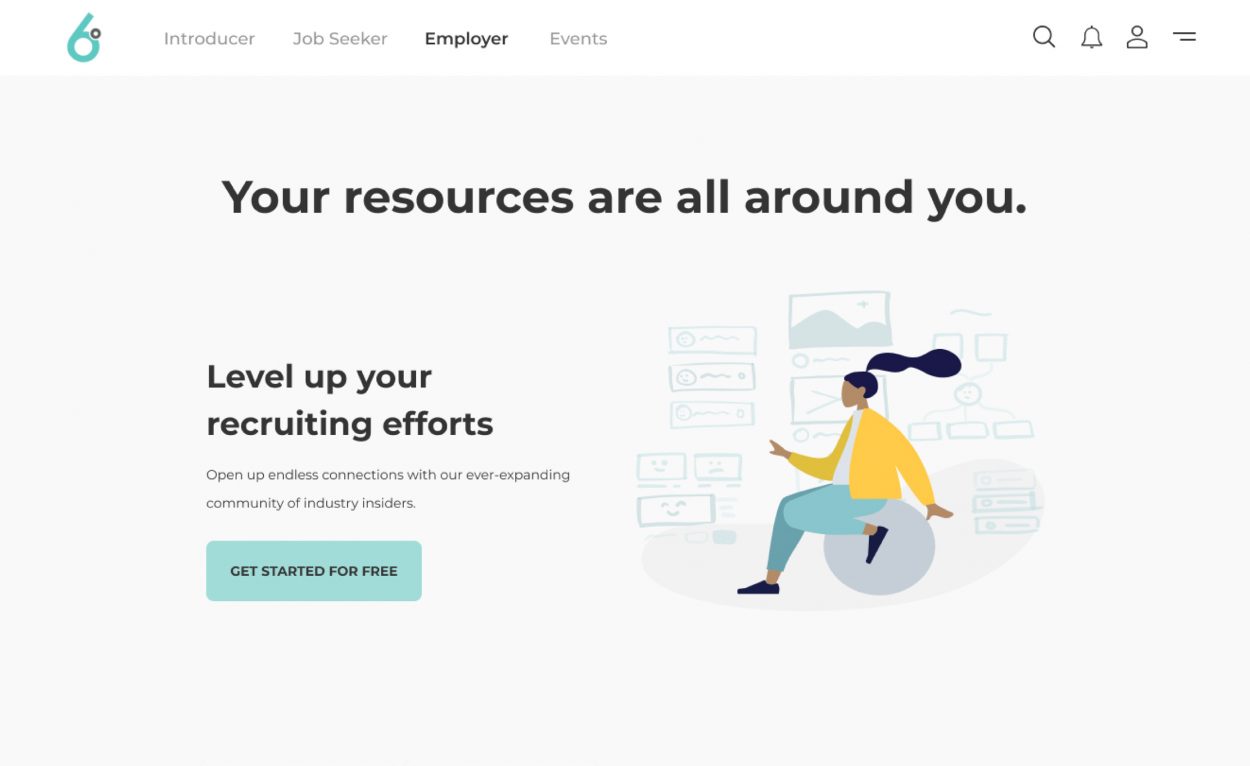 6°
Introducer Job Seeker Employer Events
Your resources are all around you.
Level up your
recruiting efforts
Open up endless connections with our ever-expanding
community of industry insiders.
GET STARTED FOR FREE